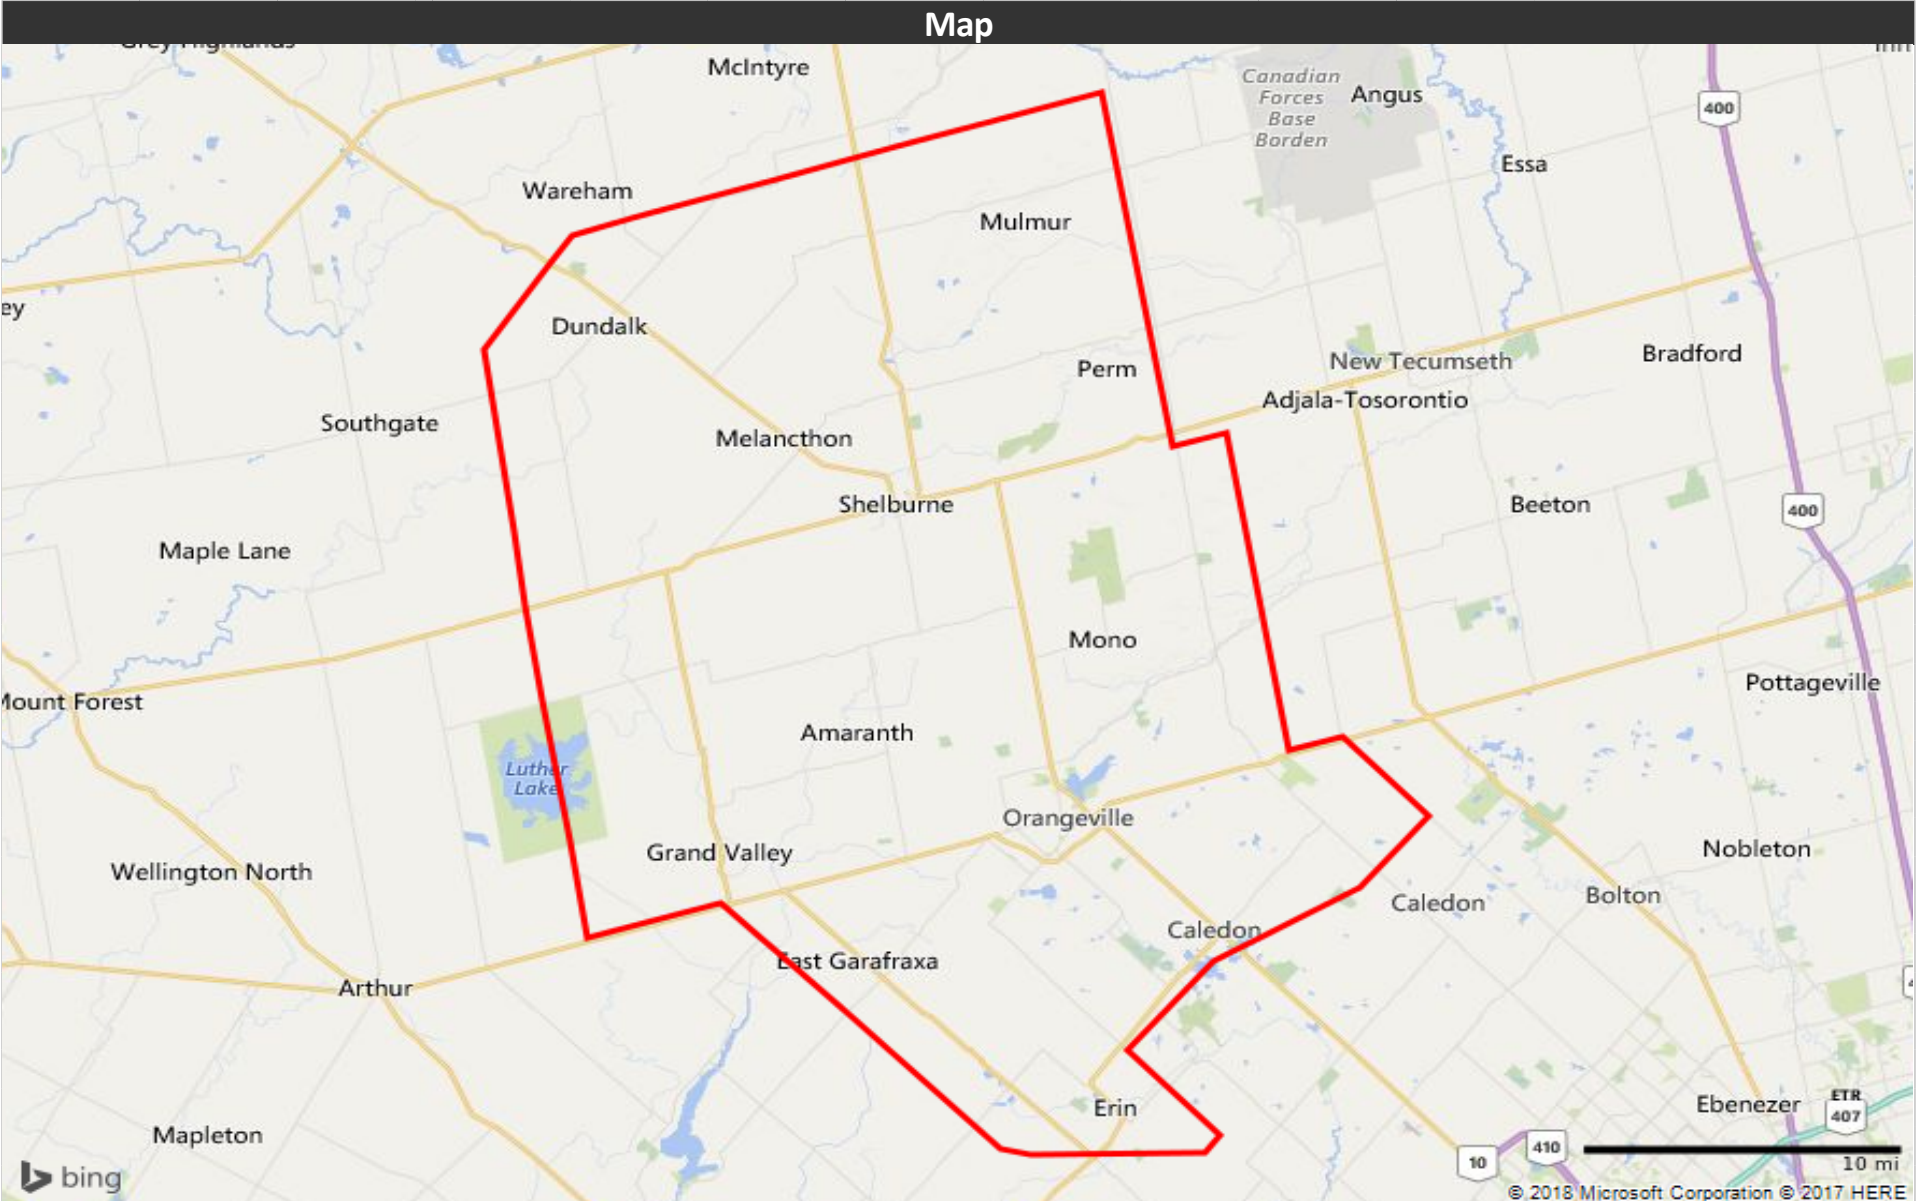 Map
Grey Highlands
McIntyre
Canadian
Forces
Base
Borden
Angus
400
Essa
Wareham
Mulmur
ey
Dundalk
Perm
New Tecumseth
Bradford
Adjala-Tosorontio
Southgate
Melancthon
Shelburne
Beeton
400
Maple Lane
Mono
Mount Forest
Pottageville
Amaranth
Luther
Lake
Orangeville
Grand Valley
Nobleton
Wellington North
Caledon
Bolton
Caledon
East Garafraxa
Arthur
Erin
Ebenezer
ETR
407
Mapleton
410
10
10 mi
bing
© 2018 Microsoft Corporation © 2017 HERE